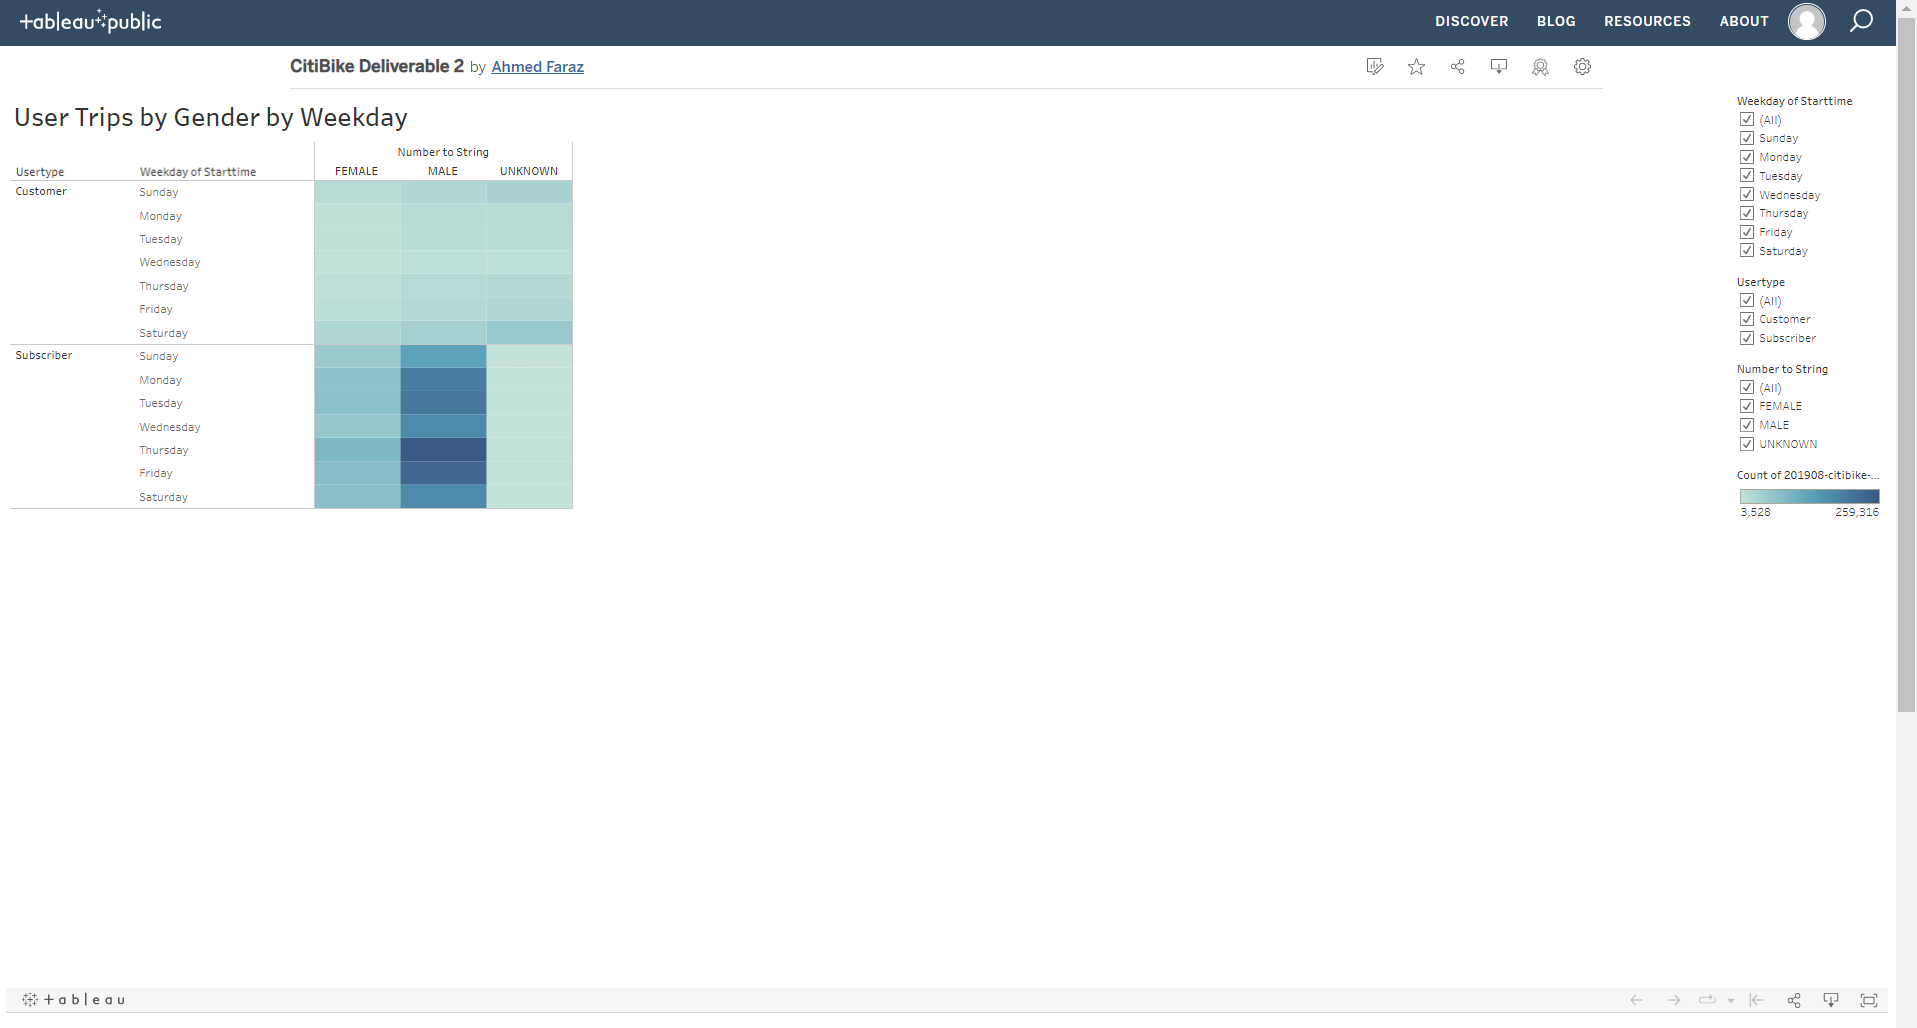 +ableau public
DISCOVER BLOG RESOURCES ABOUT
CitiBike Deliverable 2 by Ahmed Faraz
User Trips by Gender by Weekday
Number to String
Usertype Weekday of Starttime FEMALE MALE UNKNOWN
Customer Sunday
Monday
Tuesday
Wednesday
Thursday
Friday
Saturday
Subscriber Sunday
Monday
Tuesday
Wednesday
Thursday
Friday
Saturday
Weekday of Starttime
(All)
Sunday
Monday
Tuesday
Wednesday
Thursday
Friday
Saturday
Usertype
(All)
Customer
Subscriber
Number to String
(All)
FEMALE
MALE
UNKNOWN
Count of 201908-citibike-...
3,528 259,316
+ableau